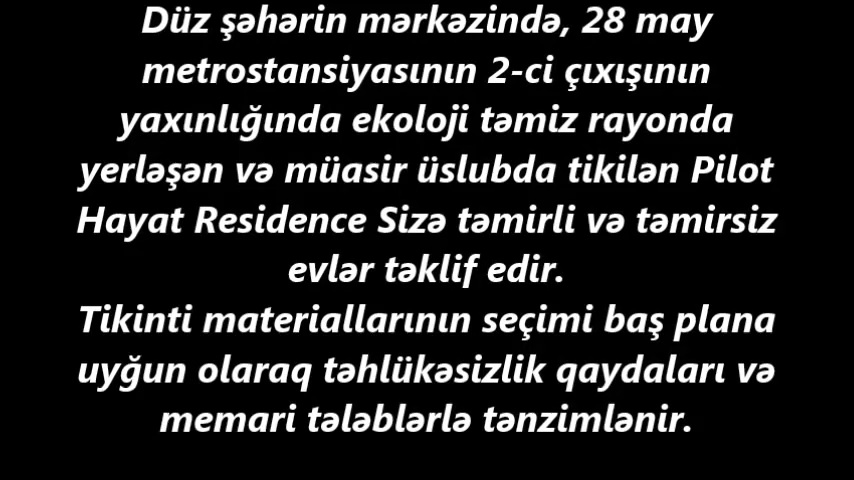 Düz şəhərin mərkəzində, 28 may
metrostansiyasının 2-ci çıxışının
yaxınlığında ekoloji təmiz rayonda
yerləşən və müasir üslubda tikilən Pilot
Hayat Residence Sizə təmirli və təmirsiz
evlər təklif edir.
Tikinti materiallarının seçimi baş plana
uyğun olaraq təhlükəsizlik qaydaları və
memari tələblərlə tənzimlənir.